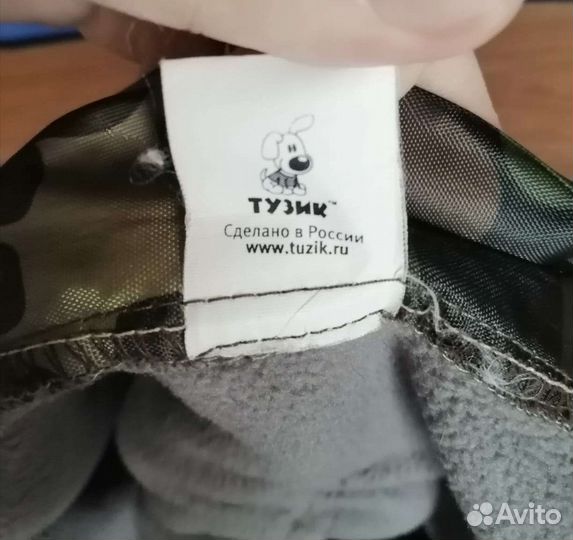 ТУЗИК™
Сделано в России
www.tuzik.ru
Avito